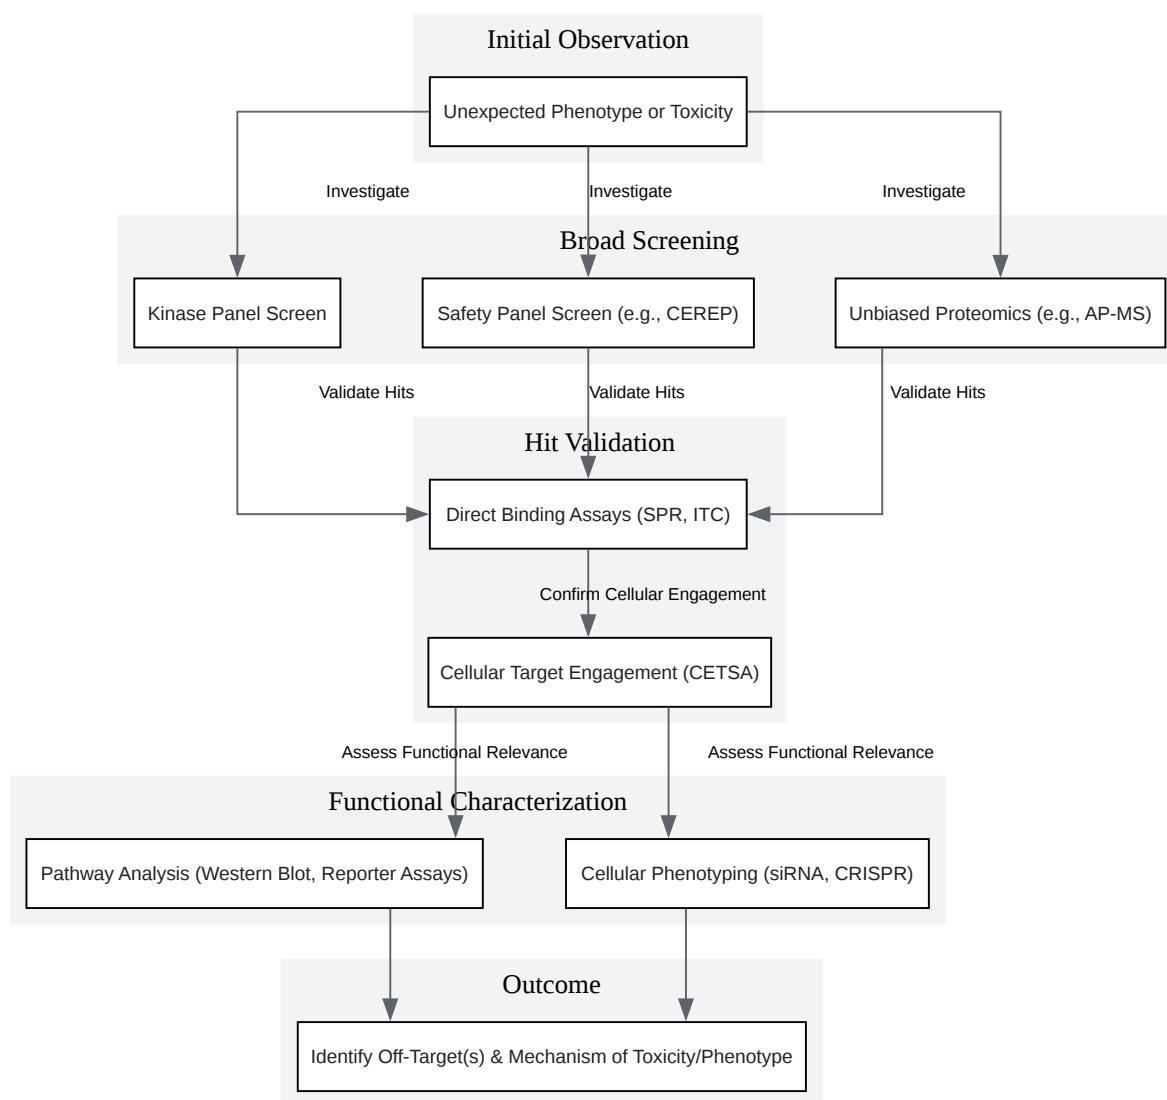 Initial Observation
Unexpected Phenotype or Toxicity
Investigate
Investigate
Investigate
Broad Screening
Kinase Panel Screen
Safety Panel Screen (e.g., CEREP)
Unbiased Proteomics (e.g., AP-MS)
Validate Hits
Validate Hits
Validate Hits
Hit Validation
Direct Binding Assays (SPR, ITC)
Confirm Cellular Engagement
Cellular Target Engagement (CETSA)
Assess Functional Relevance
Assess Functional Relevance
Functional Characterization
Pathway Analysis (Western Blot, Reporter Assays)
Cellular Phenotyping (siRNA, CRISPR)
Outcome
Identify Off-Target(s) & Mechanism of Toxicity/Phenotype